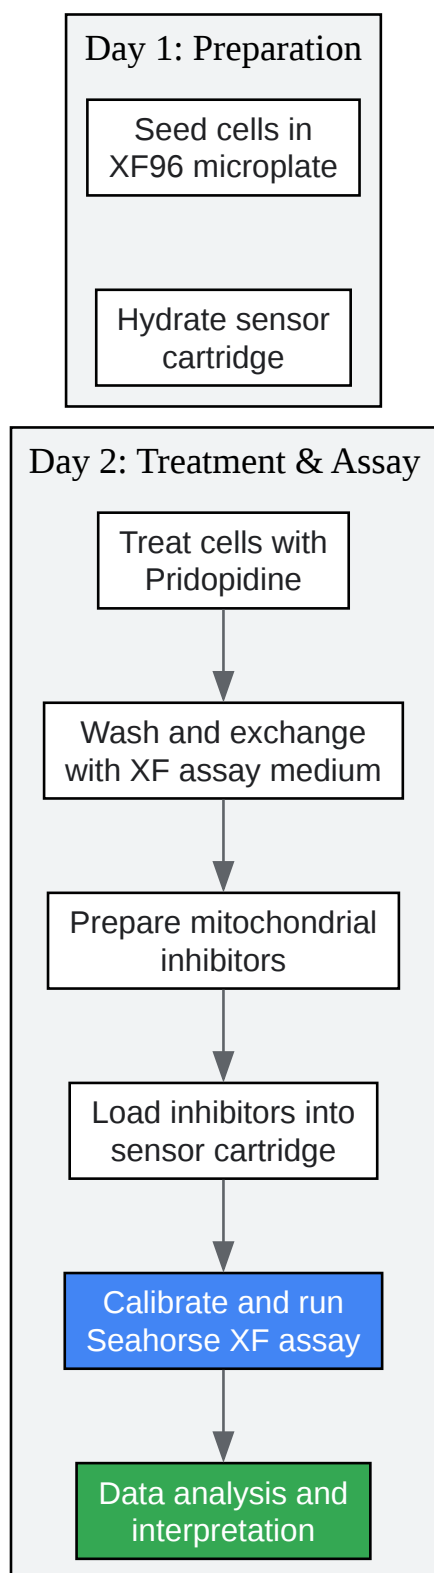 Day 1: Preparation
Seed cells in
XF96 microplate
Hydrate sensor
cartridge
Day 2: Treatment & Assay
Treat cells with
Pridopidine
Wash and exchange
with XF assay medium
Prepare mitochondrial
inhibitors
Load inhibitors into
sensor cartridge
Calibrate and run
Seahorse XF assay
Data analysis and
interpretation